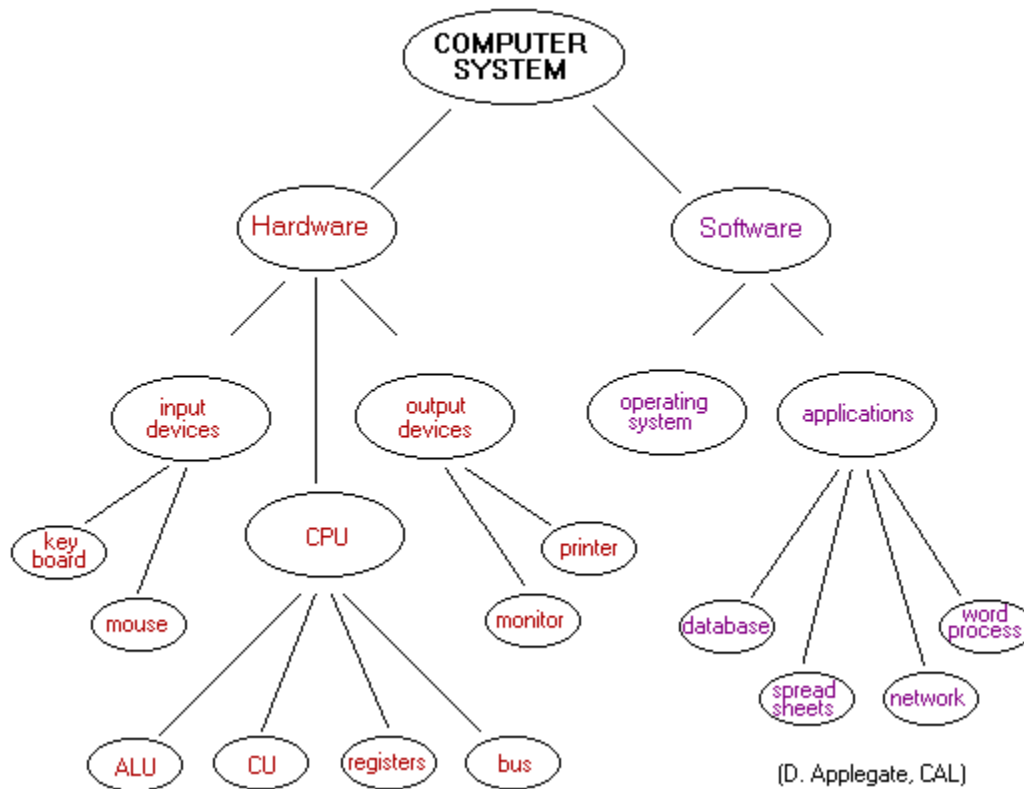 COMPUTER
SYSTEM
Hardware
Software
input
devices
output
devices
operating
system
applications
key
board
mouse
CPU
printer
monitor
database
spread
sheets
network
word
process
ALU
CU
registers
bus
(D. Applegate, CAL)